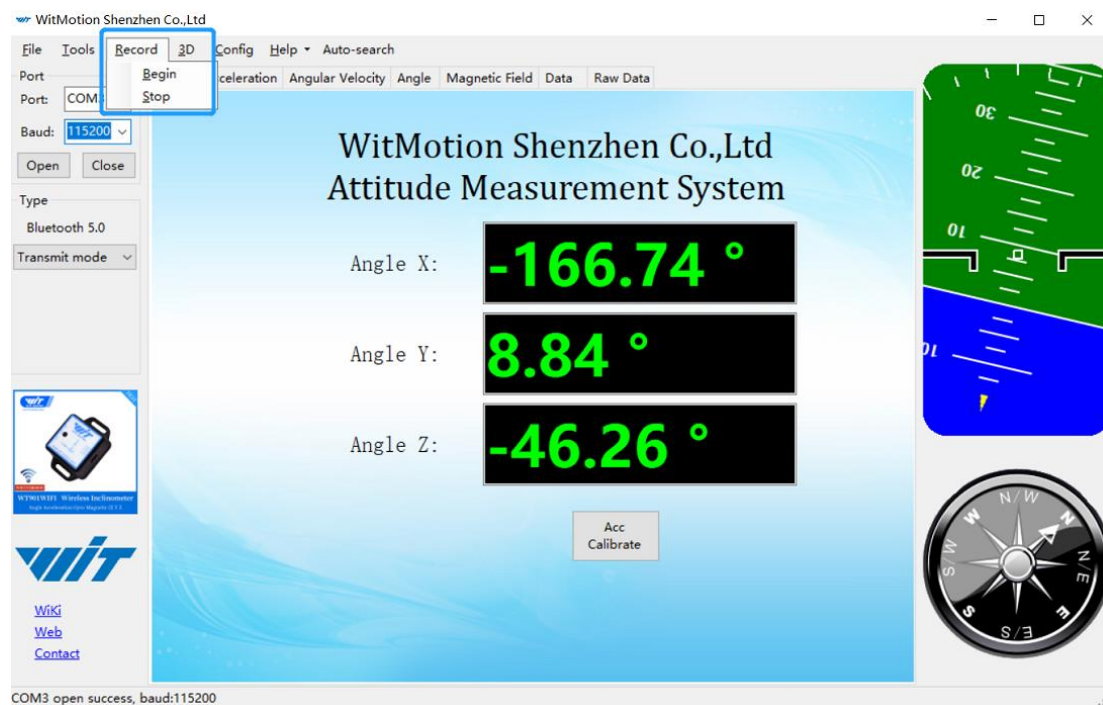 WitMotion Shenzhen Co.,Ltd
File Tools Record 3D Config Help Auto-search
Begin
Stop
Port
Port: COM3
Baud: 115200
Open Close
Type
Bluetooth 5.0
Transmit mode
celeration Angular Velocity Angle Magnetic Field Data Raw Data
WitMotion Shenzhen Co.,Ltd
Attitude Measurement System
Angle X: -166.74 °
Angle Y: 8.84 °
Angle Z: -46.26 °
Acc
Calibrate
WIT
WT901WIFI Wireless Inclinometer
WIT
WiKi
Web
Contact
30
20
10
10
N/W
N
N/E
E
E/S
S
S/W
W
COM3 open success, baud:115200